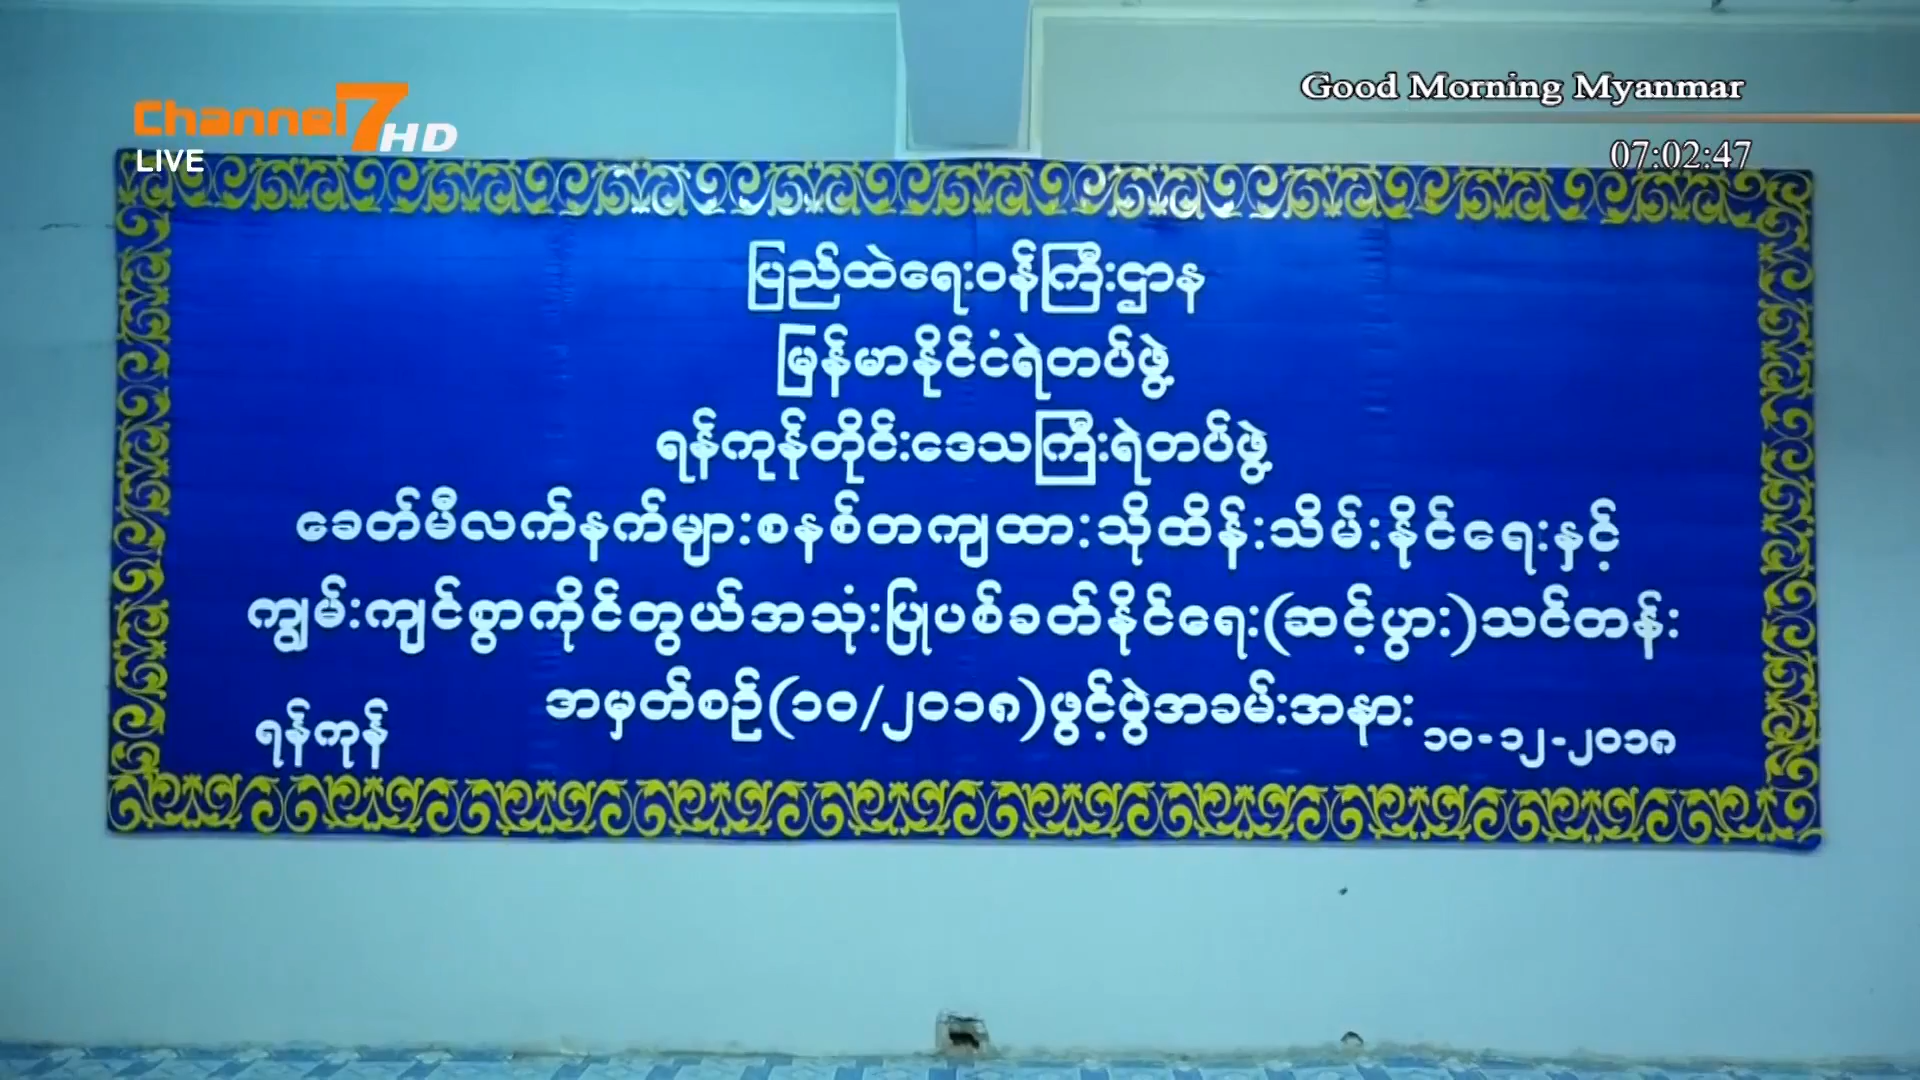 Channel7HD
LIVE
Good Morning Myanmar
07:02:47
ပြည်ထဲရေးဝန်ကြီးဌာန
မြန်မာနိုင်ငံရဲတပ်ဖွဲ့
ရန်ကုန်တိုင်းဒေသကြီးရဲတပ်ဖွဲ့
ခေတ်မီလက်နက်များစနစ်တကျထားသိုထိန်းသိမ်းနိုင်ရေးနှင့်
ကျွမ်းကျင်စွာကိုင်တွယ်အသုံးပြုပစ်ခတ်နိုင်ရေး(ဆင့်ပွား)သင်တန်း
အမှတ်စဉ်(၁၀/၂၀၁၈)ဖွင့်ပွဲအခမ်းအနား
ရန်ကုန်
၁၀-၁၂-၂၀၁၈